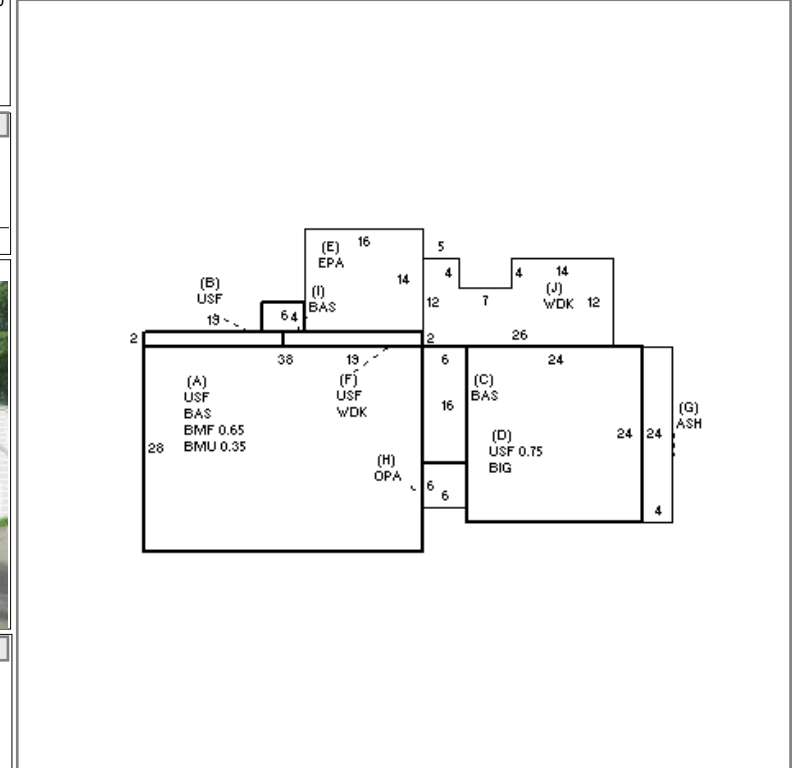 (E)
EPA
16
14
5
4
4
14
(J)
WDK
12
12
7
26
(B)
USF
19
(I)
BAS
6
4
2
2
38
19
(F)
USF
WDK
(A)
USF
BAS
BMF 0.65
BMU 0.35
28
(H)
OPA
6
16
6
6
(C)
BAS
24
(D)
USF 0.75
BIG
24
24
(G)
ASH
4